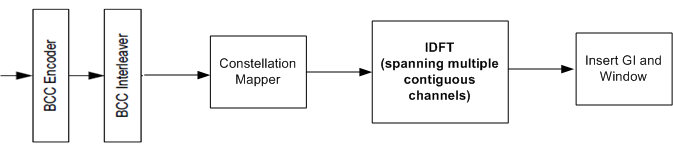 BCC Encoder
BCC Interleaver
Constellation
Mapper
IDFT
(spanning multiple
contiguous
channels)
Insert GI and
Window